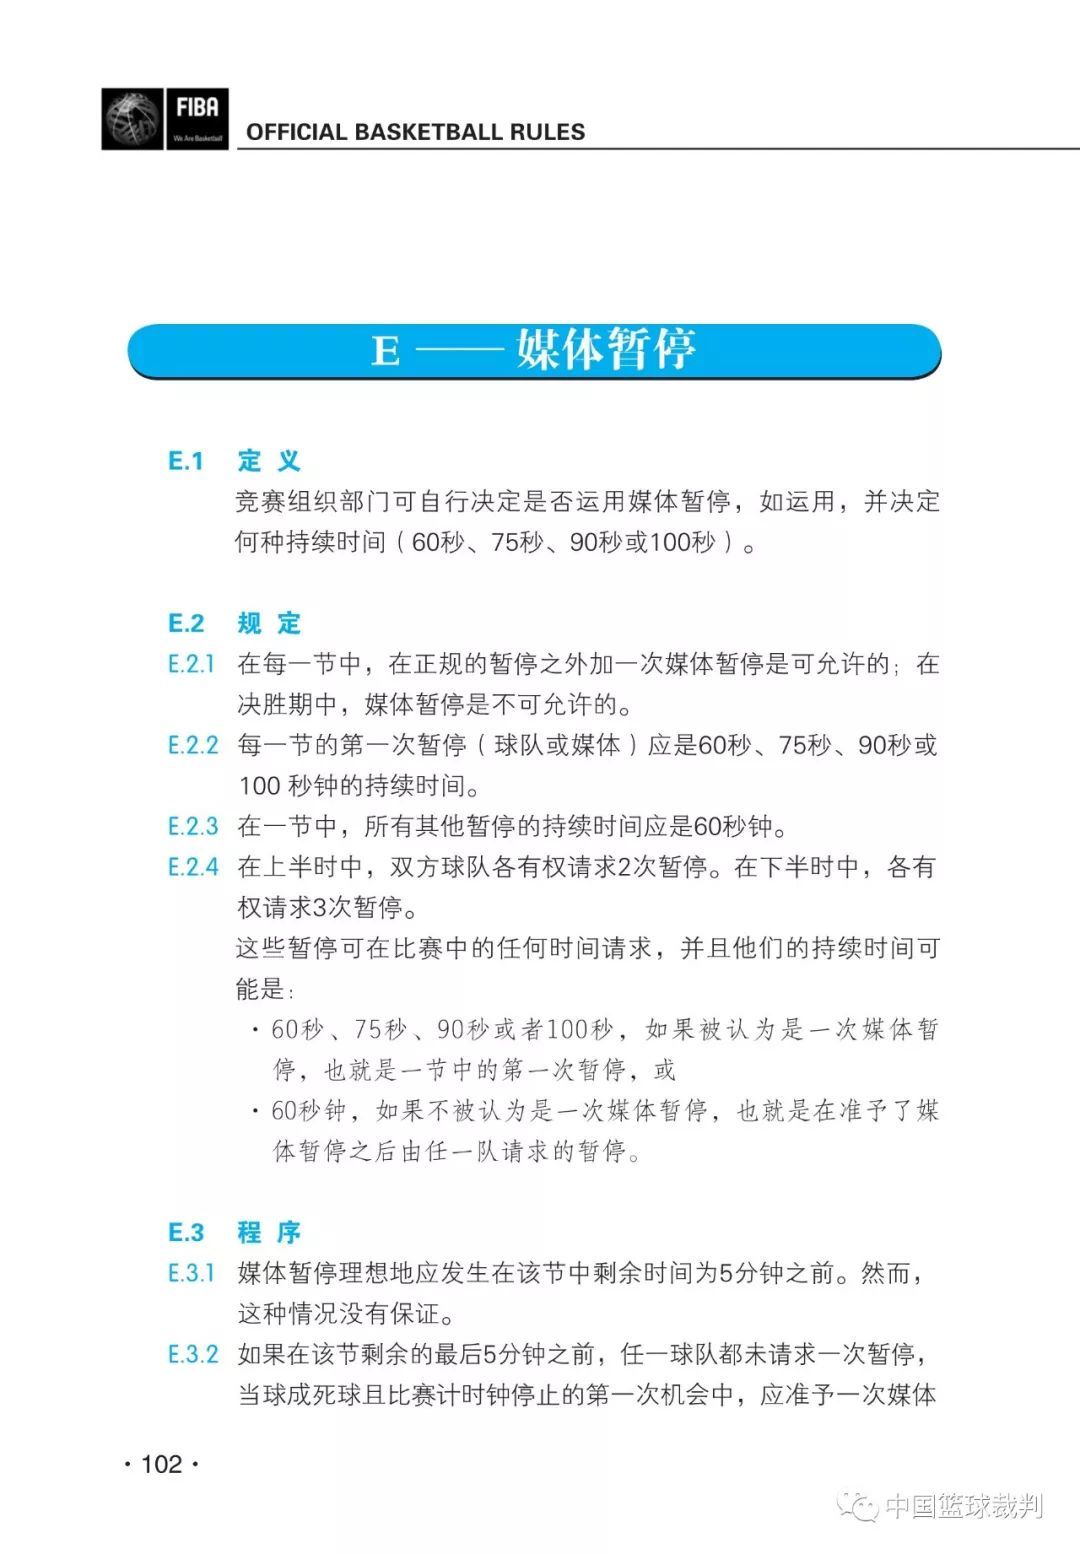 FIBA
We Are Basketball
OFFICIAL BASKETBALL RULES
E —— 媒体暂停
E.1 定 义
竞赛组织部门可自行决定是否运用媒体暂停，如运用，并决定
何种持续时间（60秒、75秒、90秒或100秒）。
E.2 规 定
E.2.1 在每一节中，在正规的暂停之外加一次媒体暂停是可允许的；在
决胜期中，媒体暂停是不可允许的。
E.2.2 每一节的第一次暂停（球队或媒体）应是60秒、75秒、90秒或
100 秒钟的持续时间。
E.2.3 在一节中，所有其他暂停的持续时间应是60秒钟。
E.2.4 在上半时中，双方球队各有权请求2次暂停。在下半时中，各有
权请求3次暂停。
这些暂停可在比赛中的任何时间请求，并且他们的持续时间可
能是：
· 60秒、75秒、90秒或者100秒，如果被认为是一次媒体暂
停，也就是一节中的第一次暂停，或
· 60秒钟，如果不被认为是一次媒体暂停，也就是在准予了媒
体暂停之后由任一队请求的暂停。
E.3 程 序
E.3.1 媒体暂停理想地应发生在该节中剩余时间为5分钟之前。然而，
这种情况没有保证。
E.3.2 如果在该节剩余的最后5分钟之前，任一球队都未请求一次暂停，
当球成死球且比赛计时钟停止的第一次机会中，应准予一次媒体
· 102 ·
中国篮球裁判